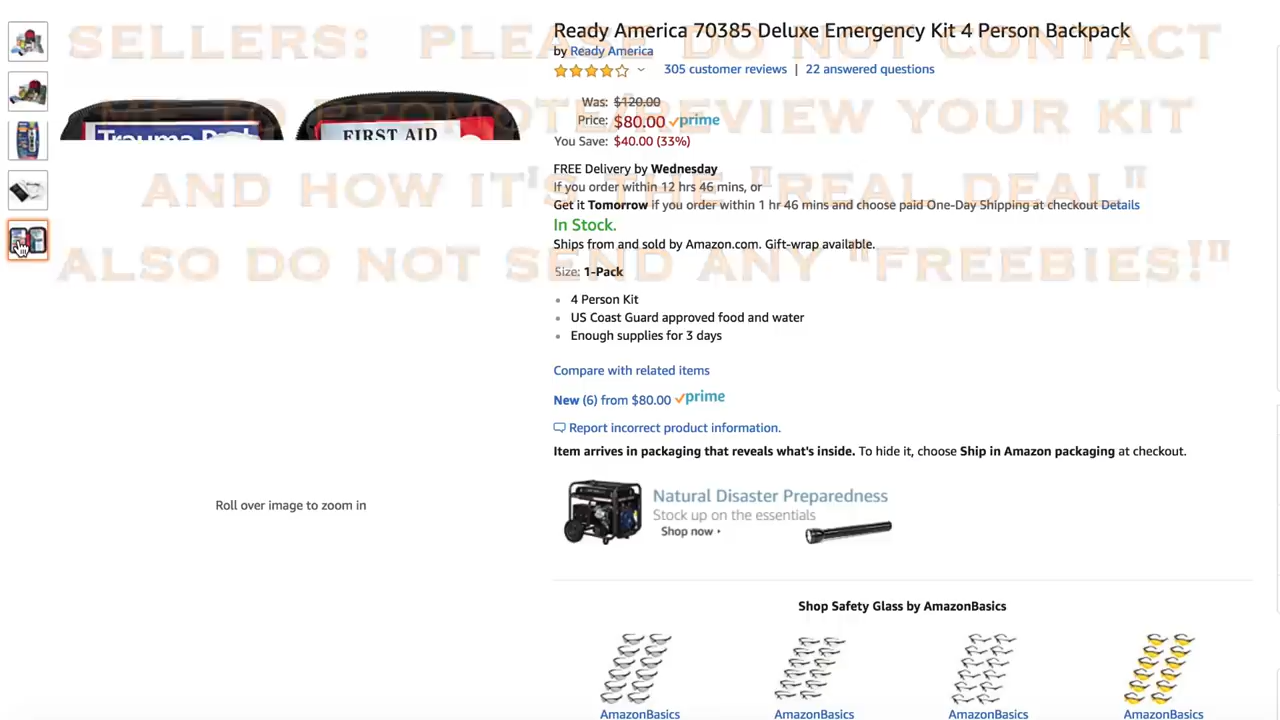 Ready America 70385 Deluxe Emergency Kit 4 Person Backpack
SELLERS: PLEASE DO NOT CONTACT
by Ready America
305 customer reviews | 22 answered questions
Was: $120.00
Price: $80.00 prime
TO PROMOTE/REVIEW YOUR KIT
FIRST AID
You Save: $40.00 (33%)
FREE Delivery by Wednesday
If you order within 12 hrs 46 mins, or
AND HOW IT'S THE "REAL DEAL"
Get it Tomorrow if you order within 1 hr 46 mins and choose paid One-Day Shipping at checkout Details
In Stock.
Ships from and sold by Amazon.com. Gift-wrap available.
ALSO DO NOT SEND ANY "FREEBIES!"
Size: 1-Pack
4 Person Kit
US Coast Guard approved food and water
Enough supplies for 3 days
Compare with related items
New (6) from $80.00 prime
Report incorrect product information.
Item arrives in packaging that reveals what's inside. To hide it, choose Ship in Amazon packaging at checkout.
Natural Disaster Preparedness
Stock up on the essentials
Shop now
Roll over image to zoom in
Shop Safety Glass by AmazonBasics
AmazonBasics AmazonBasics AmazonBasics AmazonBasics